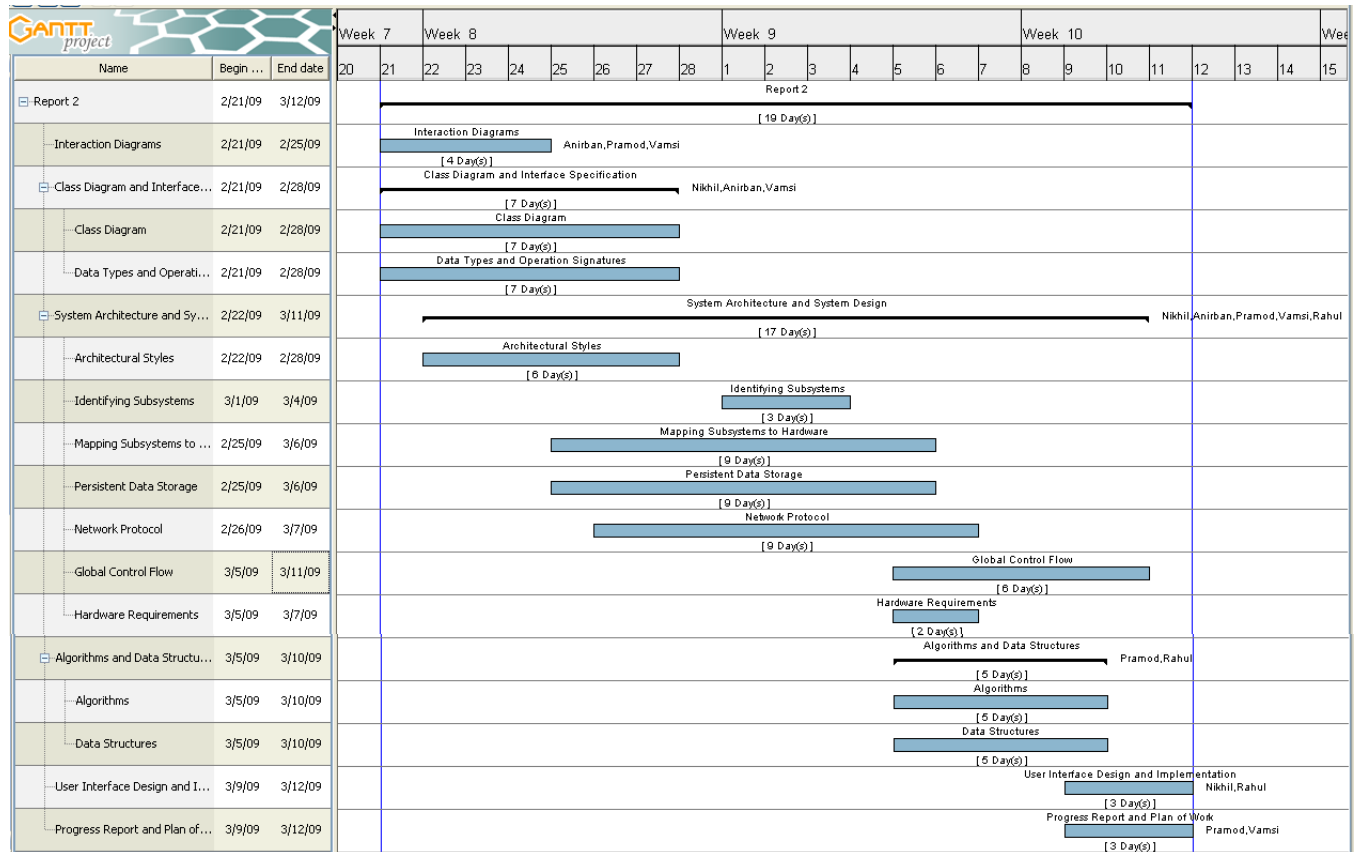 GANTT project
Week 7 Week 8 Week 9 Week 10 Wee
Name Begin ... End date 20 21 22 23 24 25 26 27 28 1 2 3 4 5 6 7 8 9 10 11 12 13 14 15
Report 2 2/21/09 3/12/09
Report 2
[ 19 Day(s) ]
Interaction Diagrams 2/21/09 2/25/09
Interaction Diagrams
Anirban,Pramod,Vamsi
[ 4 Day(s) ]
Class Diagram and Interface... 2/21/09 2/28/09
Class Diagram and Interface Specification
Nikhil,Anirban,Vamsi
[ 7 Day(s) ]
Class Diagram 2/21/09 2/28/09
Class Diagram
[ 7 Day(s) ]
Data Types and Operati... 2/21/09 2/28/09
Data Types and Operation Signatures
[ 7 Day(s) ]
System Architecture and Sy... 2/22/09 3/11/09
System Architecture and System Design
Nikhil,Anirban,Pramod,Vamsi,Rahul
[ 17 Day(s) ]
Architectural Styles 2/22/09 2/28/09
Architectural Styles
[ 6 Day(s) ]
Identifying Subsystems 3/1/09 3/4/09
Identifying Subsystems
[ 3 Day(s) ]
Mapping Subsystems to ... 2/25/09 3/6/09
Mapping Subsystems to Hardware
[ 9 Day(s) ]
Persistent Data Storage 2/25/09 3/6/09
Persistent Data Storage
[ 9 Day(s) ]
Network Protocol 2/26/09 3/7/09
Network Protocol
[ 9 Day(s) ]
Global Control Flow 3/5/09 3/11/09
Global Control Flow
[ 6 Day(s) ]
Hardware Requirements 3/5/09 3/7/09
Hardware Requirements
[ 2 Day(s) ]
Algorithms and Data Structu... 3/5/09 3/10/09
Algorithms and Data Structures
Pramod,Rahul
[ 5 Day(s) ]
Algorithms 3/5/09 3/10/09
Algorithms
[ 5 Day(s) ]
Data Structures 3/5/09 3/10/09
Data Structures
[ 5 Day(s) ]
User Interface Design and I... 3/9/09 3/12/09
User Interface Design and Implementation
Nikhil,Rahul
[ 3 Day(s) ]
Progress Report and Plan of... 3/9/09 3/12/09
Progress Report and Plan of Work
Pramod,Vamsi
[ 3 Day(s) ]